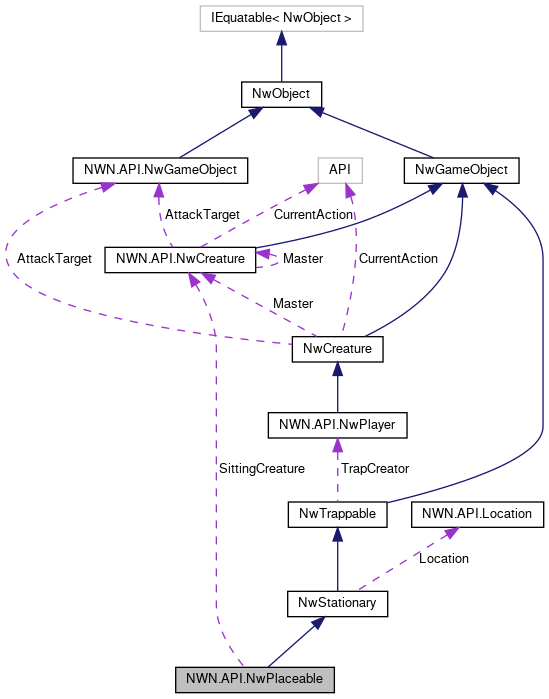 IEquatable< NwObject >
NwObject
NWN.API.NwGameObject
API
NwGameObject
AttackTarget
CurrentAction
AttackTarget
NWN.API.NwCreature
Master
CurrentAction
Master
NwCreature
NWN.API.NwPlayer
SittingCreature
TrapCreator
NwTrappable
NWN.API.Location
Location
NwStationary
NWN.API.NwPlaceable